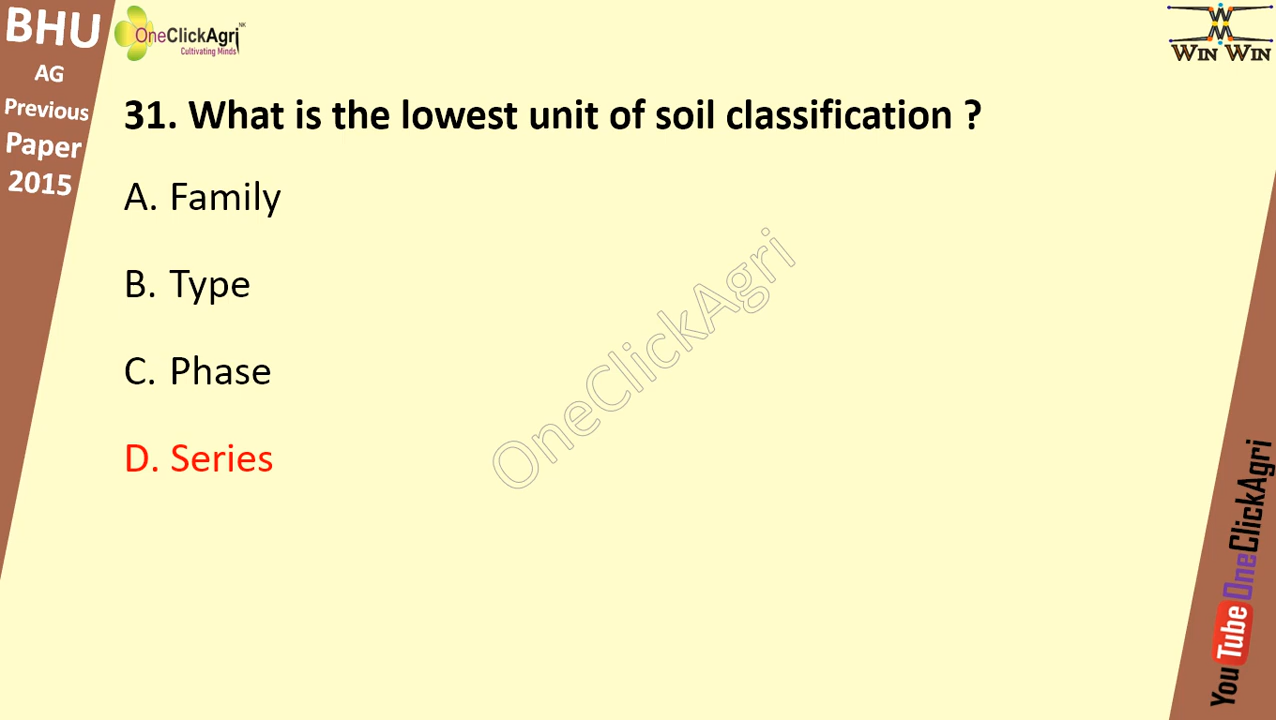 BHU
AG
Previous
Paper
2015
OneClickAgri NK
Cultivating Minds
WIN WIN
31. What is the lowest unit of soil classification ?
A. Family
B. Type
C. Phase
D. Series
OneClickAgri
YouTube OneClickAgri